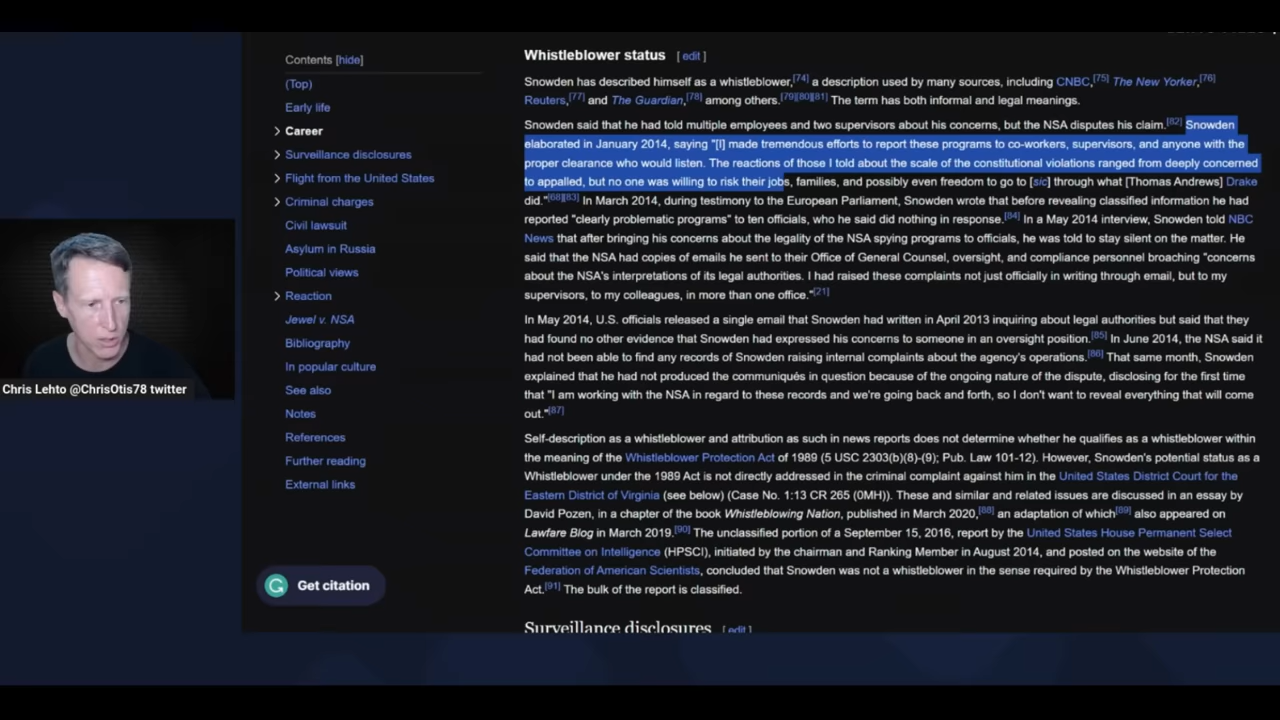 Contents [hide]
(Top)
Early life
Career
Surveillance disclosures
Flight from the United States
Criminal charges
Civil lawsuit
Asylum in Russia
Political views
Reaction
Jewel v. NSA
Bibliography
In popular culture
See also
Notes
References
Further reading
External links
Get citation
Chris Lehto @ChrisOtis78 twitter
Whistleblower status [ edit ]
Snowden has described himself as a whistleblower,[74] a description used by many sources, including CNBC,[75] The New Yorker,[76]
Reuters,[77] and The Guardian,[78] among others.[79][80][81] The term has both informal and legal meanings.
Snowden said that he had told multiple employees and two supervisors about his concerns, but the NSA disputes his claim.[82] Snowden
elaborated in January 2014, saying "[I] made tremendous efforts to report these programs to co-workers, supervisors, and anyone with the
proper clearance who would listen. The reactions of those I told about the scale of the constitutional violations ranged from deeply concerned
to appalled, but no one was willing to risk their jobs, families, and possibly even freedom to go to [sic] through what [Thomas Andrews] Drake
did."[68][83] In March 2014, during testimony to the European Parliament, Snowden wrote that before revealing classified information he had
reported "clearly problematic programs" to ten officials, who he said did nothing in response.[84] In a May 2014 interview, Snowden told NBC
News that after bringing his concerns about the legality of the NSA spying programs to officials, he was told to stay silent on the matter. He
said that the NSA had copies of emails he sent to their Office of General Counsel, oversight, and compliance personnel broaching "concerns
about the NSA's interpretations of its legal authorities. I had raised these complaints not just officially in writing through email, but to my
supervisors, to my colleagues, in more than one office."[21]
In May 2014, U.S. officials released a single email that Snowden had written in April 2013 inquiring about legal authorities but said that they
had found no other evidence that Snowden had expressed his concerns to someone in an oversight position.[85] In June 2014, the NSA said it
had not been able to find any records of Snowden raising internal complaints about the agency's operations.[86] That same month, Snowden
explained that he had not produced the communiqués in question because of the ongoing nature of the dispute, disclosing for the first time
that "I am working with the NSA in regard to these records and we're going back and forth, so I don't want to reveal everything that will come
out."[87]
Self-description as a whistleblower and attribution as such in news reports does not determine whether he qualifies as a whistleblower within
the meaning of the Whistleblower Protection Act of 1989 (5 USC 2303(b)(8)-(9); Pub. Law 101-12). However, Snowden's potential status as a
Whistleblower under the 1989 Act is not directly addressed in the criminal complaint against him in the United States District Court for the
Eastern District of Virginia (see below) (Case No. 1:13 CR 265 (0MH)). These and similar and related issues are discussed in an essay by
David Pozen, in a chapter of the book Whistleblowing Nation, published in March 2020,[88] an adaptation of which[89] also appeared on
Lawfare Blog in March 2019.[90] The unclassified portion of a September 15, 2016, report by the United States House Permanent Select
Committee on Intelligence (HPSCI), initiated by the chairman and Ranking Member in August 2014, and posted on the website of the
Federation of American Scientists, concluded that Snowden was not a whistleblower in the sense required by the Whistleblower Protection
Act.[91] The bulk of the report is classified.
Surveillance disclosures [ edit ]